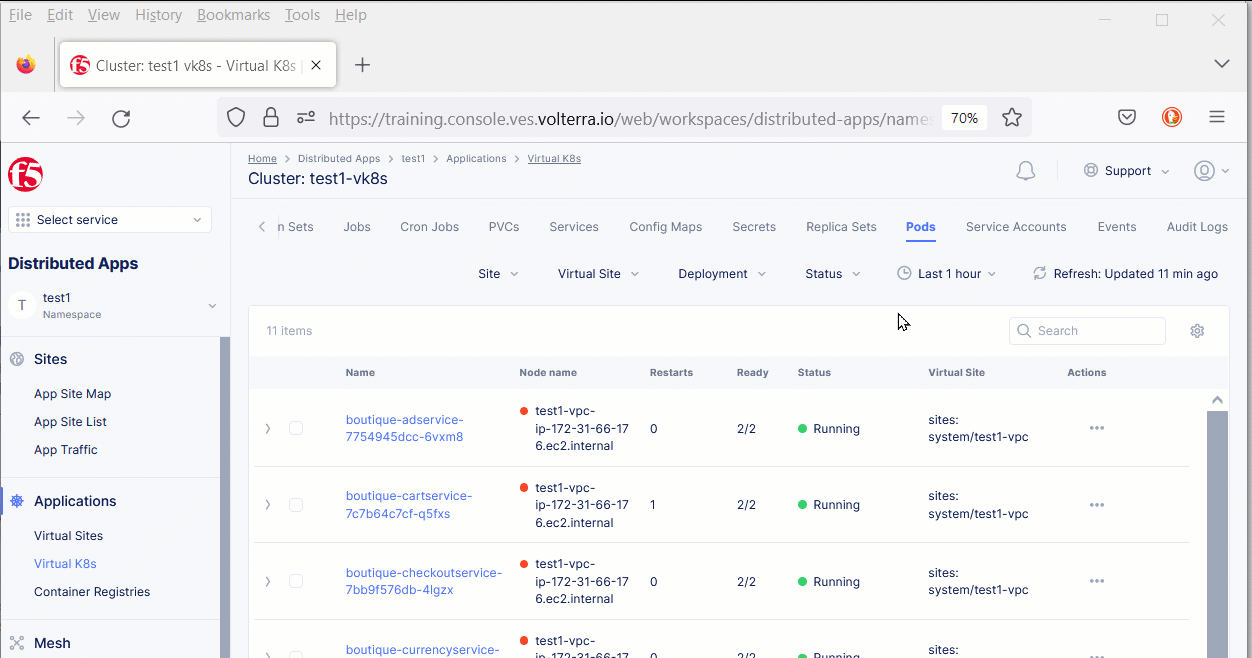 File Edit View History Bookmarks Tools Help
Cluster: test1 vk8s - Virtual K8s |
https://training.console.ves.volterra.io/web/workspaces/distributed-apps/names
70%
f5
Select service
Distributed Apps
T
test1
Namespace
Sites
App Site Map
App Site List
App Traffic
Applications
Virtual Sites
Virtual K8s
Container Registries
Mesh
Home > Distributed Apps > test1 > Applications > Virtual K8s
Cluster: test1-vk8s
Support
n Sets Jobs Cron Jobs PVCs Services Config Maps Secrets Replica Sets Pods Service Accounts Events Audit Logs
Site Virtual Site Deployment Status Last 1 hour Refresh: Updated 11 min ago
11 items
Search
Name Node name Restarts Ready Status Virtual Site Actions
boutique-adservice-
7754945dcc-6vxm8
test1-vpc-
ip-172-31-66-17
6.ec2.internal
0
2/2
Running
sites:
system/test1-vpc
boutique-cartservice-
7c7b64c7cf-q5fxs
test1-vpc-
ip-172-31-66-17
6.ec2.internal
1
2/2
Running
sites:
system/test1-vpc
boutique-checkoutservice-
7bb9f576db-4lgzx
test1-vpc-
ip-172-31-66-17
6.ec2.internal
0
2/2
Running
sites:
system/test1-vpc
boutique-currencyservice-
test1-vpc-
ip-172-31-66-17
0
2/2
Running
sites: